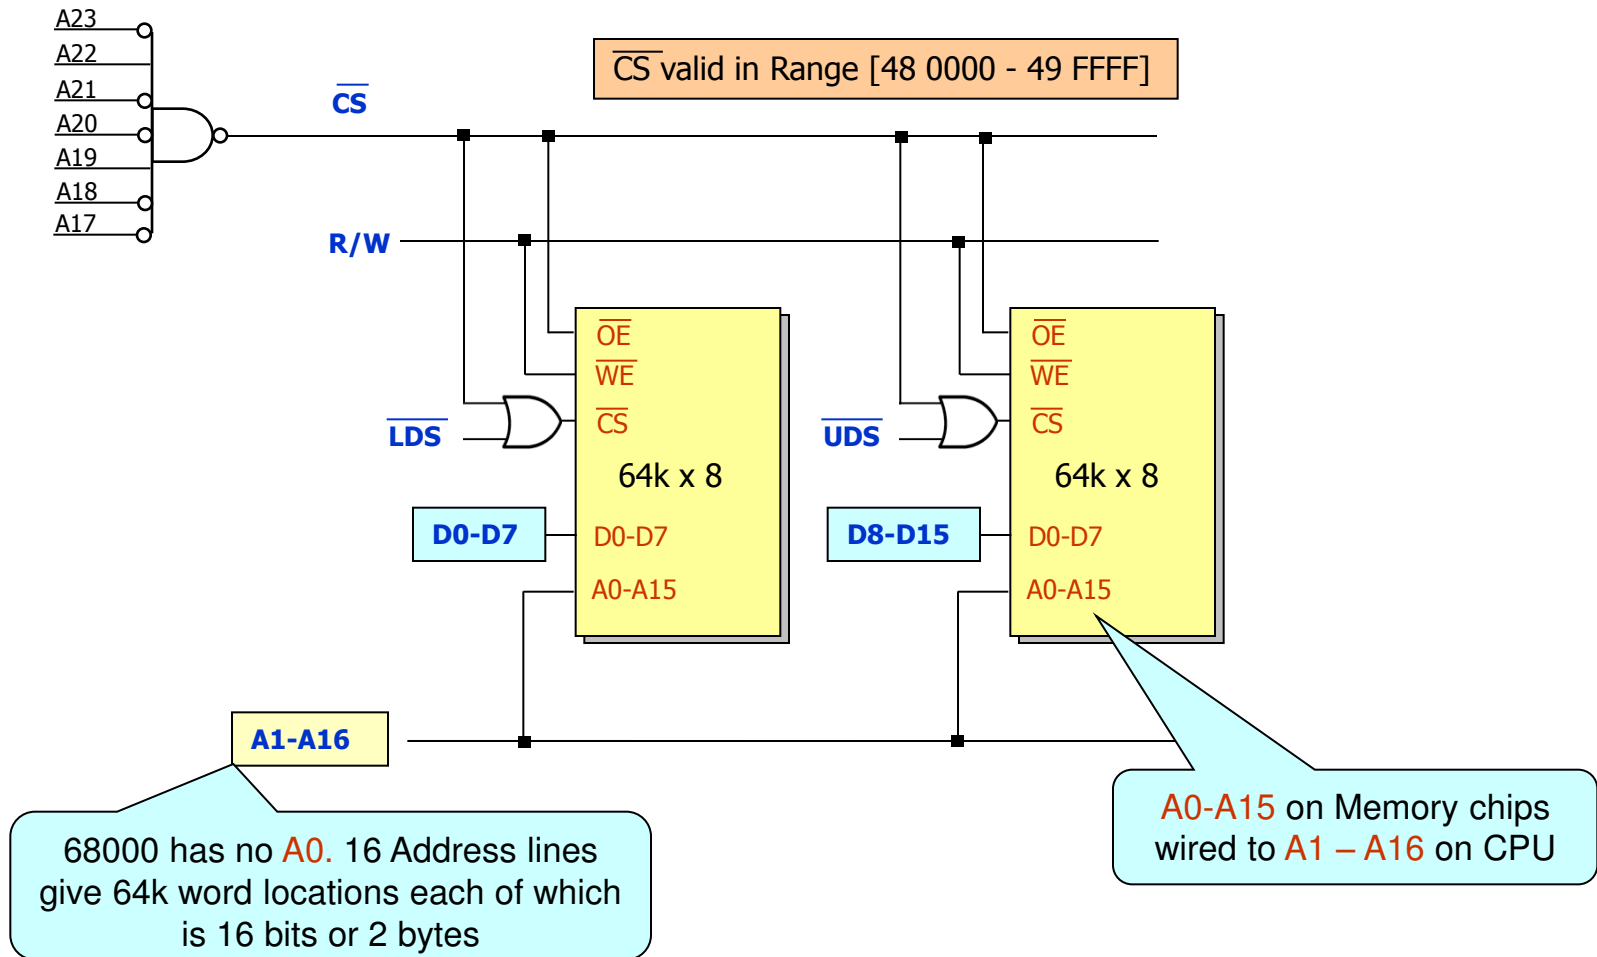 A23
A22
A21
A20
A19
A18
A17
CS
CS valid in Range [48 0000 - 49 FFFF]
R/W
OE
WE
CS
64k x 8
D0-D7
A0-A15
LDS
D0-D7
OE
WE
CS
64k x 8
D0-D7
A0-A15
UDS
D8-D15
A1-A16
68000 has no A0. 16 Address lines
give 64k word locations each of which
is 16 bits or 2 bytes
A0-A15 on Memory chips
wired to A1 – A16 on CPU